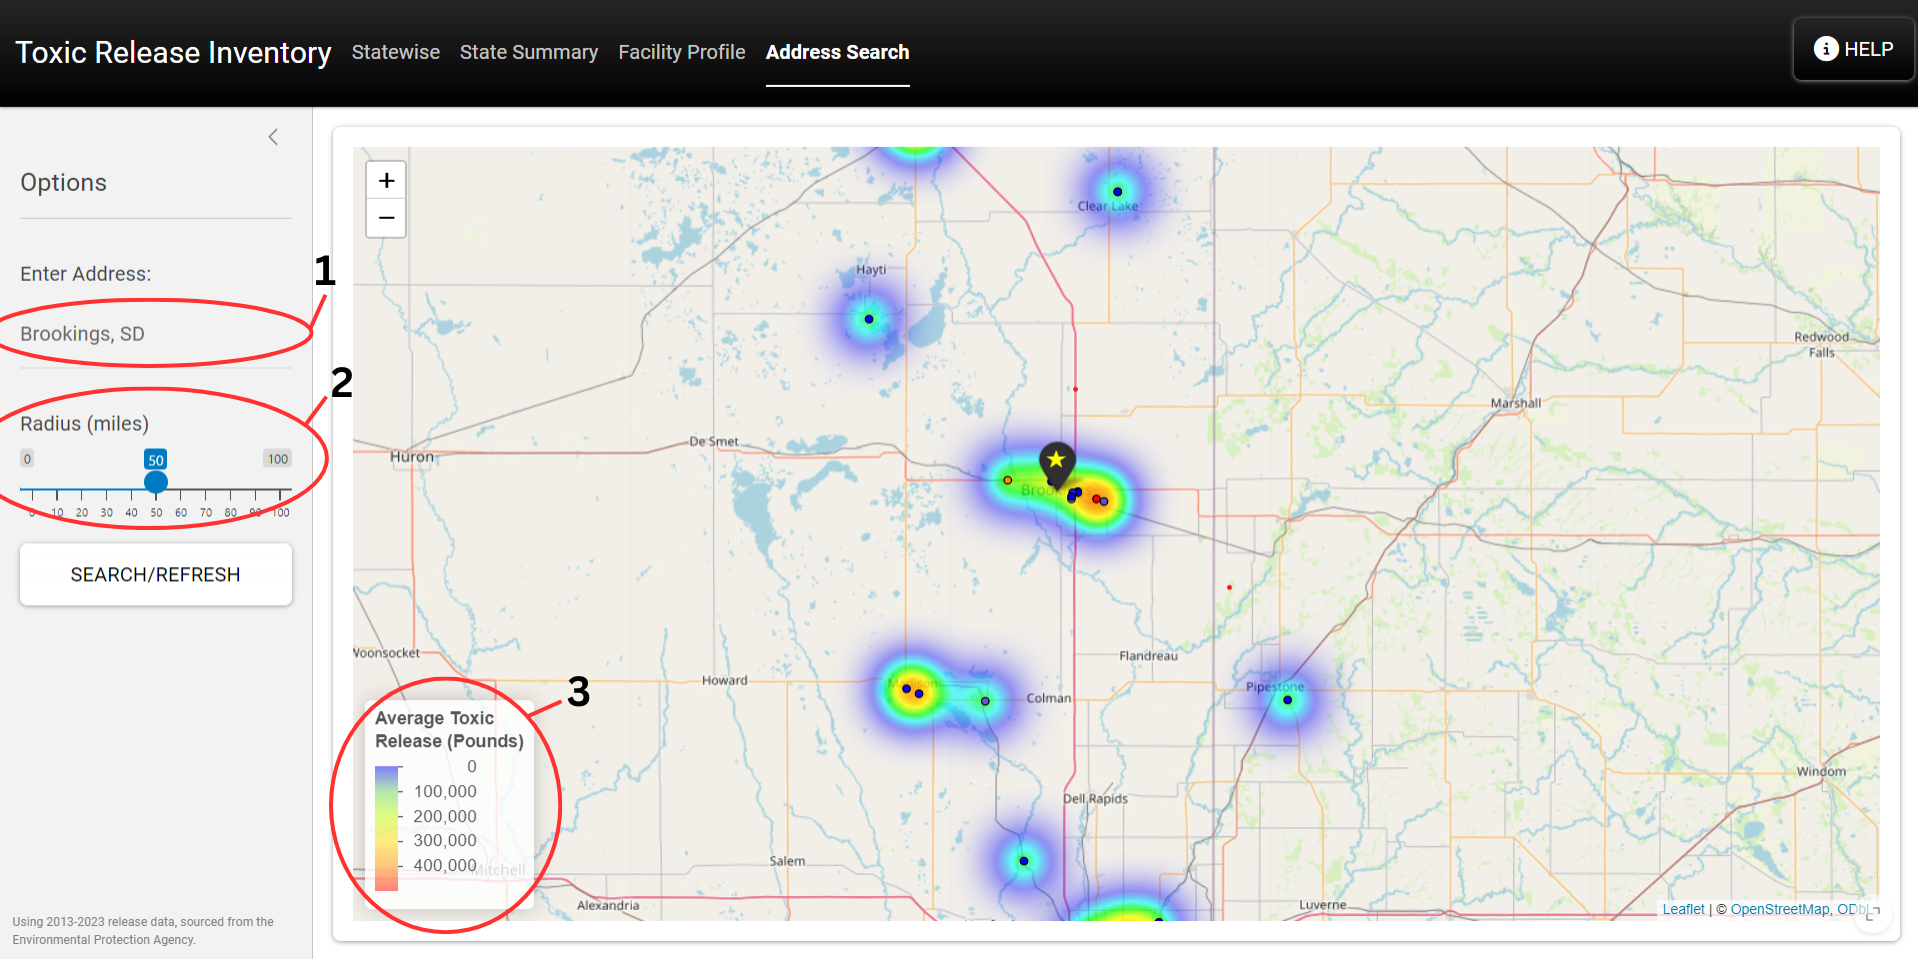 Toxic Release Inventory Statewise State Summary Facility Profile Address Search
HELP
Options
Enter Address:
Brookings, SD
Radius (miles)
0 50 100
10 20 30 40 50 60 70 80 90 100
SEARCH/REFRESH
Using 2013-2023 release data, sourced from the
Environmental Protection Agency.
1
2
3
+
−
Clear Lake
Hayti
Redwood
Falls
Marshall
De Smet
Huron
Woonsocket
Howard
Flandreau
Colman
Pipestone
Windom
Dell Rapids
Salem
Mitchell
Alexandria
Luverne
Average Toxic
Release (Pounds)
0
100,000
200,000
300,000
400,000
Leaflet | © OpenStreetMap, ODbL